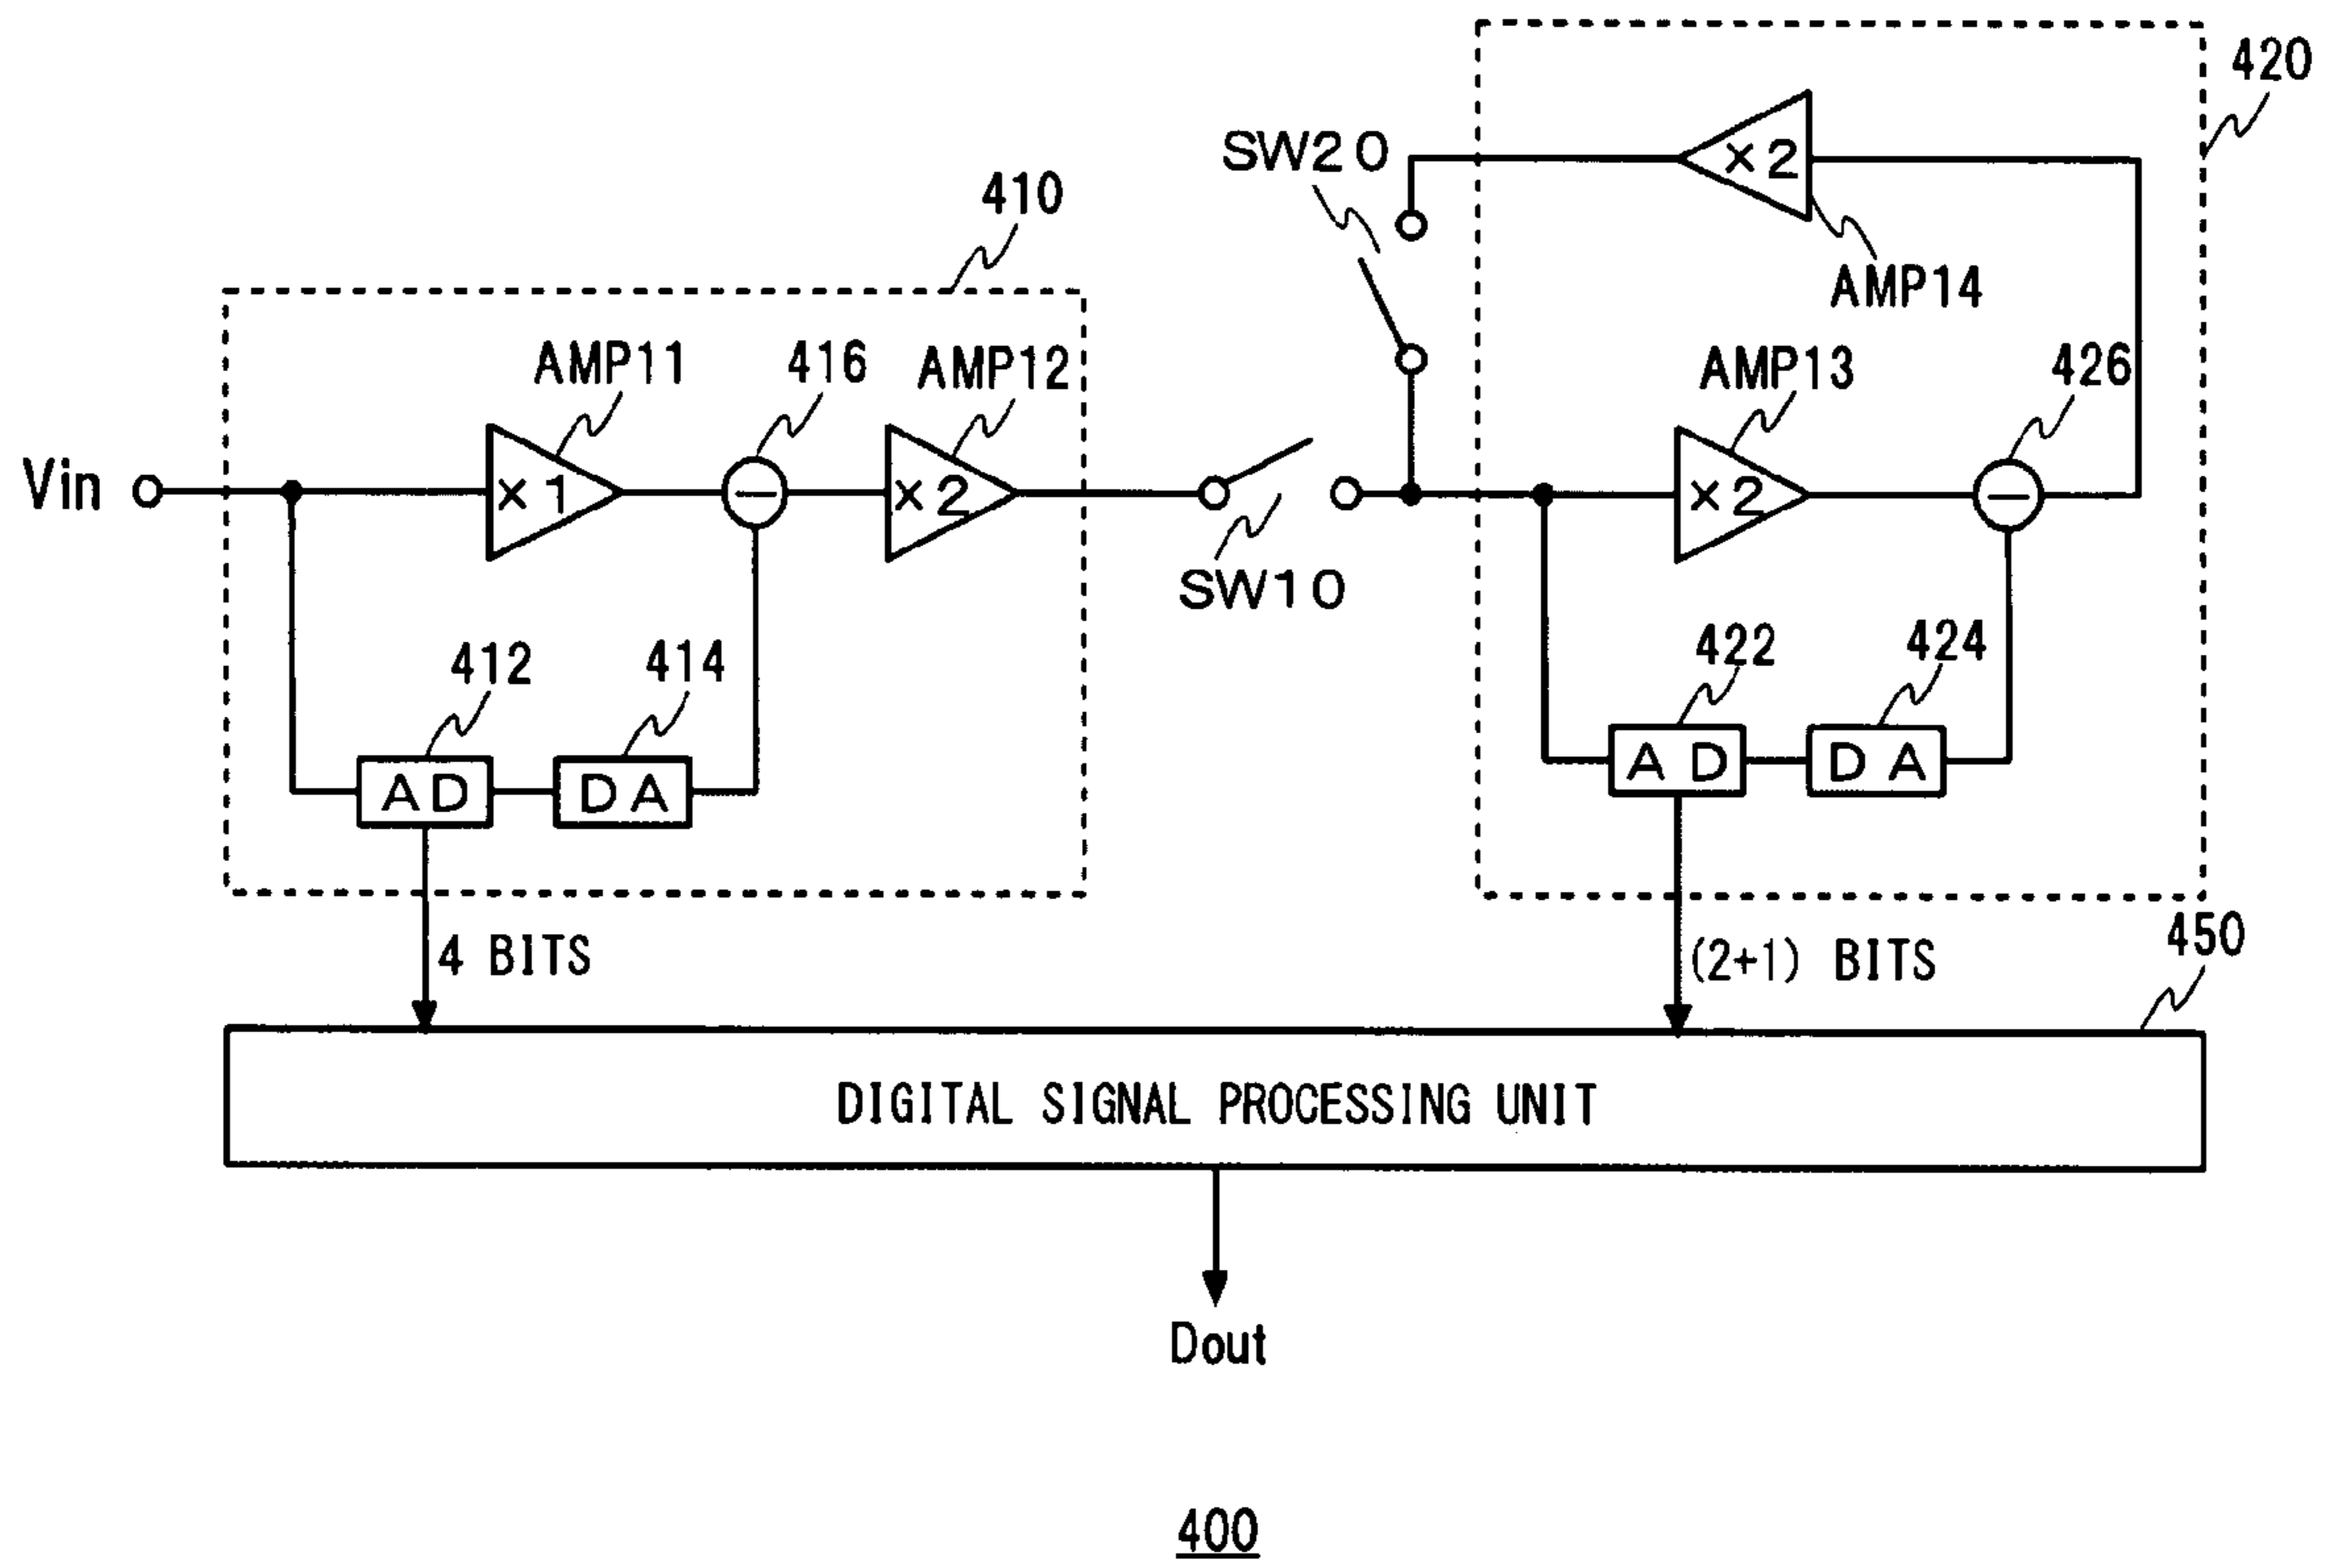 420
SW20
×2
410
AMP14
AMP11
416
AMP12
AMP13
426
Vin
×1
×2
×2
SW10
412
414
422
424
AD
DA
AD
DA
4 BITS
(2+1) BITS
450
DIGITAL SIGNAL PROCESSING UNIT
Dout
400